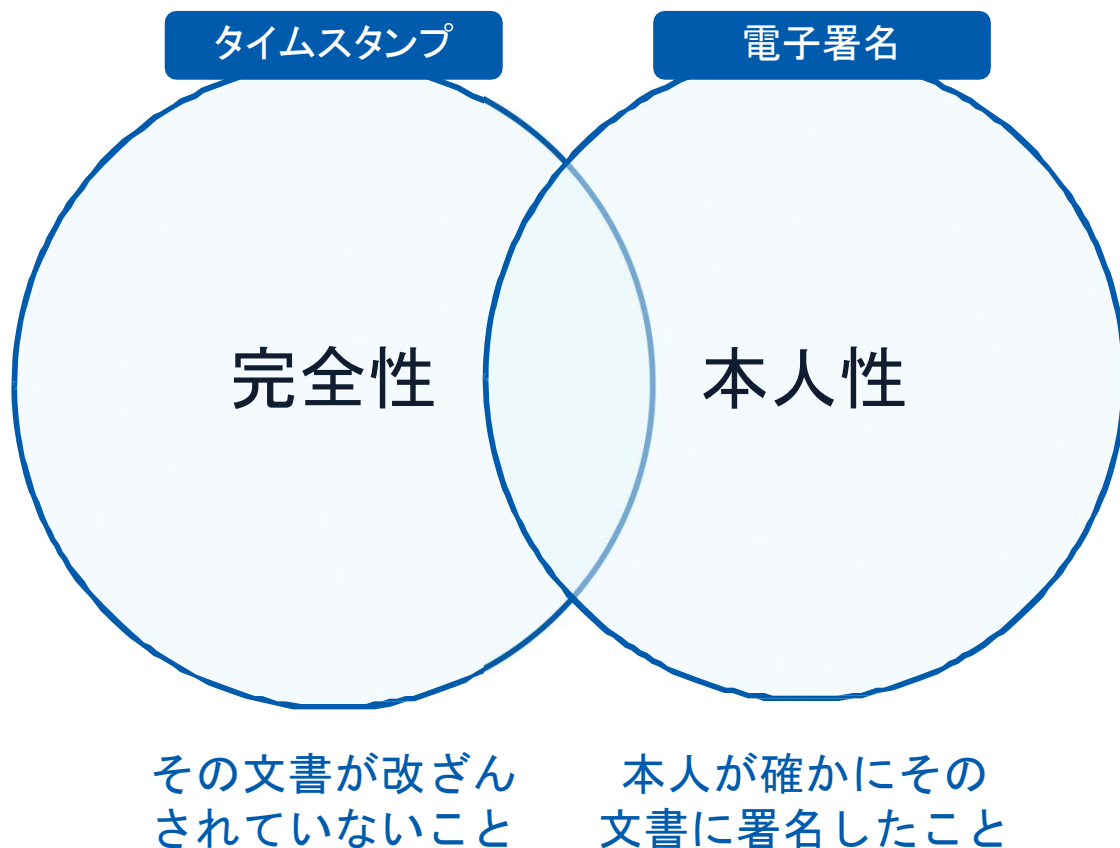 タイムスタンプ
電子署名
完全性
本人性
その文書が改ざん
されていないこと
本人が確かにその
文書に署名したこと